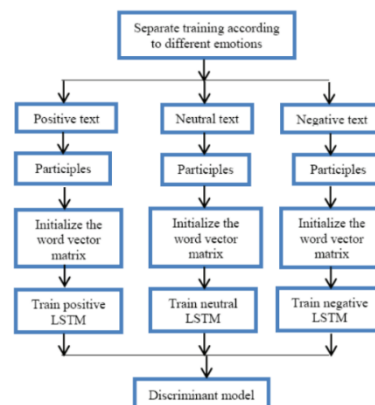 Separate training according
to different emotions
Positive text
Neutral text
Negative text
Participles
Participles
Participles
Initialize the
word vector
matrix
Initialize the
word vector
matrix
Initialize the
word vector
matrix
Train positive
LSTM
Train neutral
LSTM
Train negative
LSTM
Discriminant model